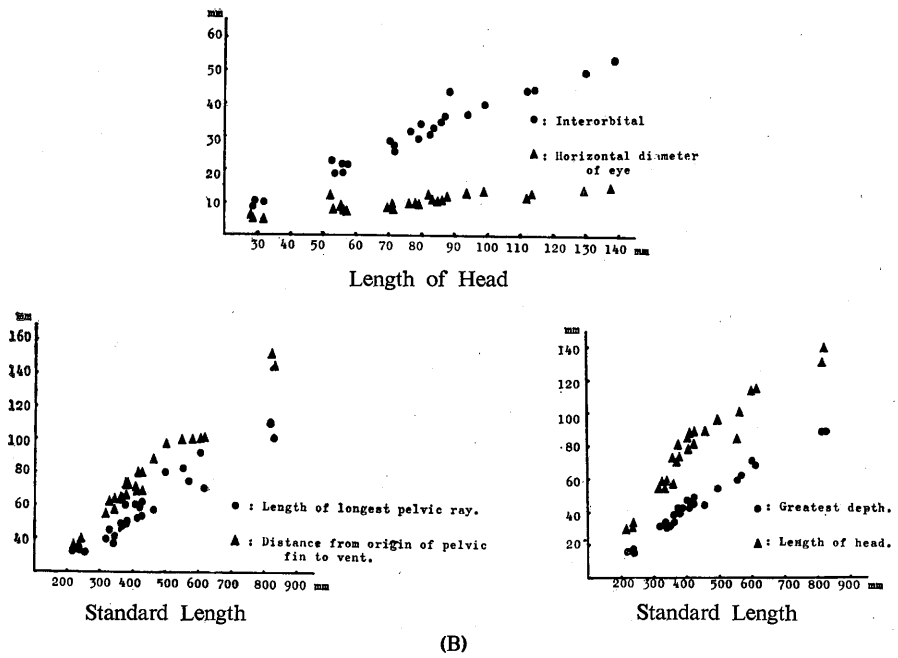 mm
60
50
40
30
20
10
●: Interorbital
▲: Horizontal diameter
of eye
30 40 50 60 70 80 90 100 110 120 130 140 mm
Length of Head
mm
160
140
120
100
80
60
40
●: Length of longest pelvic ray.
▲: Distance from origin of pelvic
fin to vent.
200 300 400 500 600 700 800 900 mm
Standard Length
mm
140
120
100
80
60
40
20
●: Greatest depth.
▲: Length of head.
200 300 400 500 600 700 800 900 mm
Standard Length
(B)